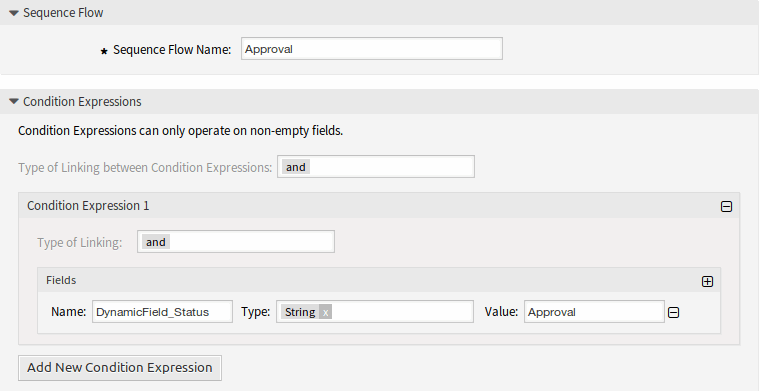 Sequence Flow
★ Sequence Flow Name: Approval
Condition Expressions
Condition Expressions can only operate on non-empty fields.
Type of Linking between Condition Expressions: and
Condition Expression 1
Type of Linking: and
Fields
Name: DynamicField_Status Type: String x Value: Approval
Add New Condition Expression